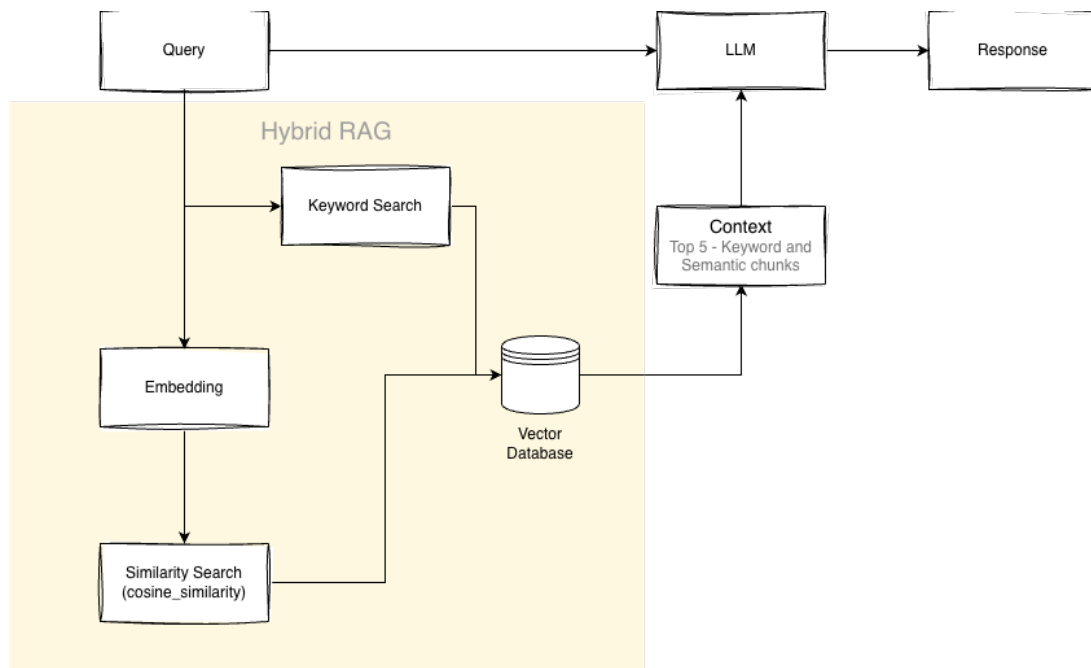 Query
LLM
Response
Hybrid RAG
Keyword Search
Context
Top 5 - Keyword and
Semantic chunks
Embedding
Vector
Database
Similarity Search
(cosine_similarity)